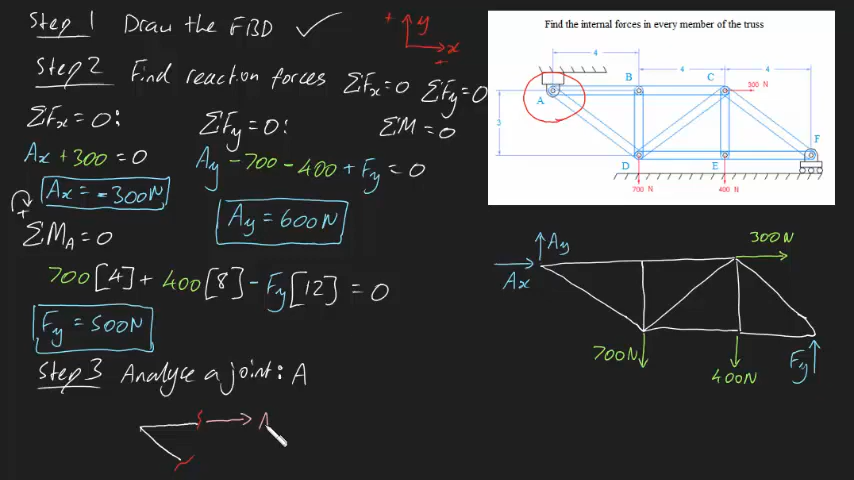 Step 1 Draw the FBD ✓
+ y
x
+
Step 2 Find reaction forces ΣFx=0 ΣFy=0
ΣM=0
ΣFx=0:
Ax +300 =0
Ax = -300N
ΣFy=0:
Ay -700 -400 + Fy =0
Ay = 600N
+
ΣMA=0
700[4] + 400[8] - Fy[12] = 0
Fy = 500N
Step 3 Analyse a joint: A
A
Find the internal forces in every member of the truss
4
4 4
B C
300 N
A
3
F
D E
700 N 400 N
300N
Ay
Ax
700N
400N
Fy